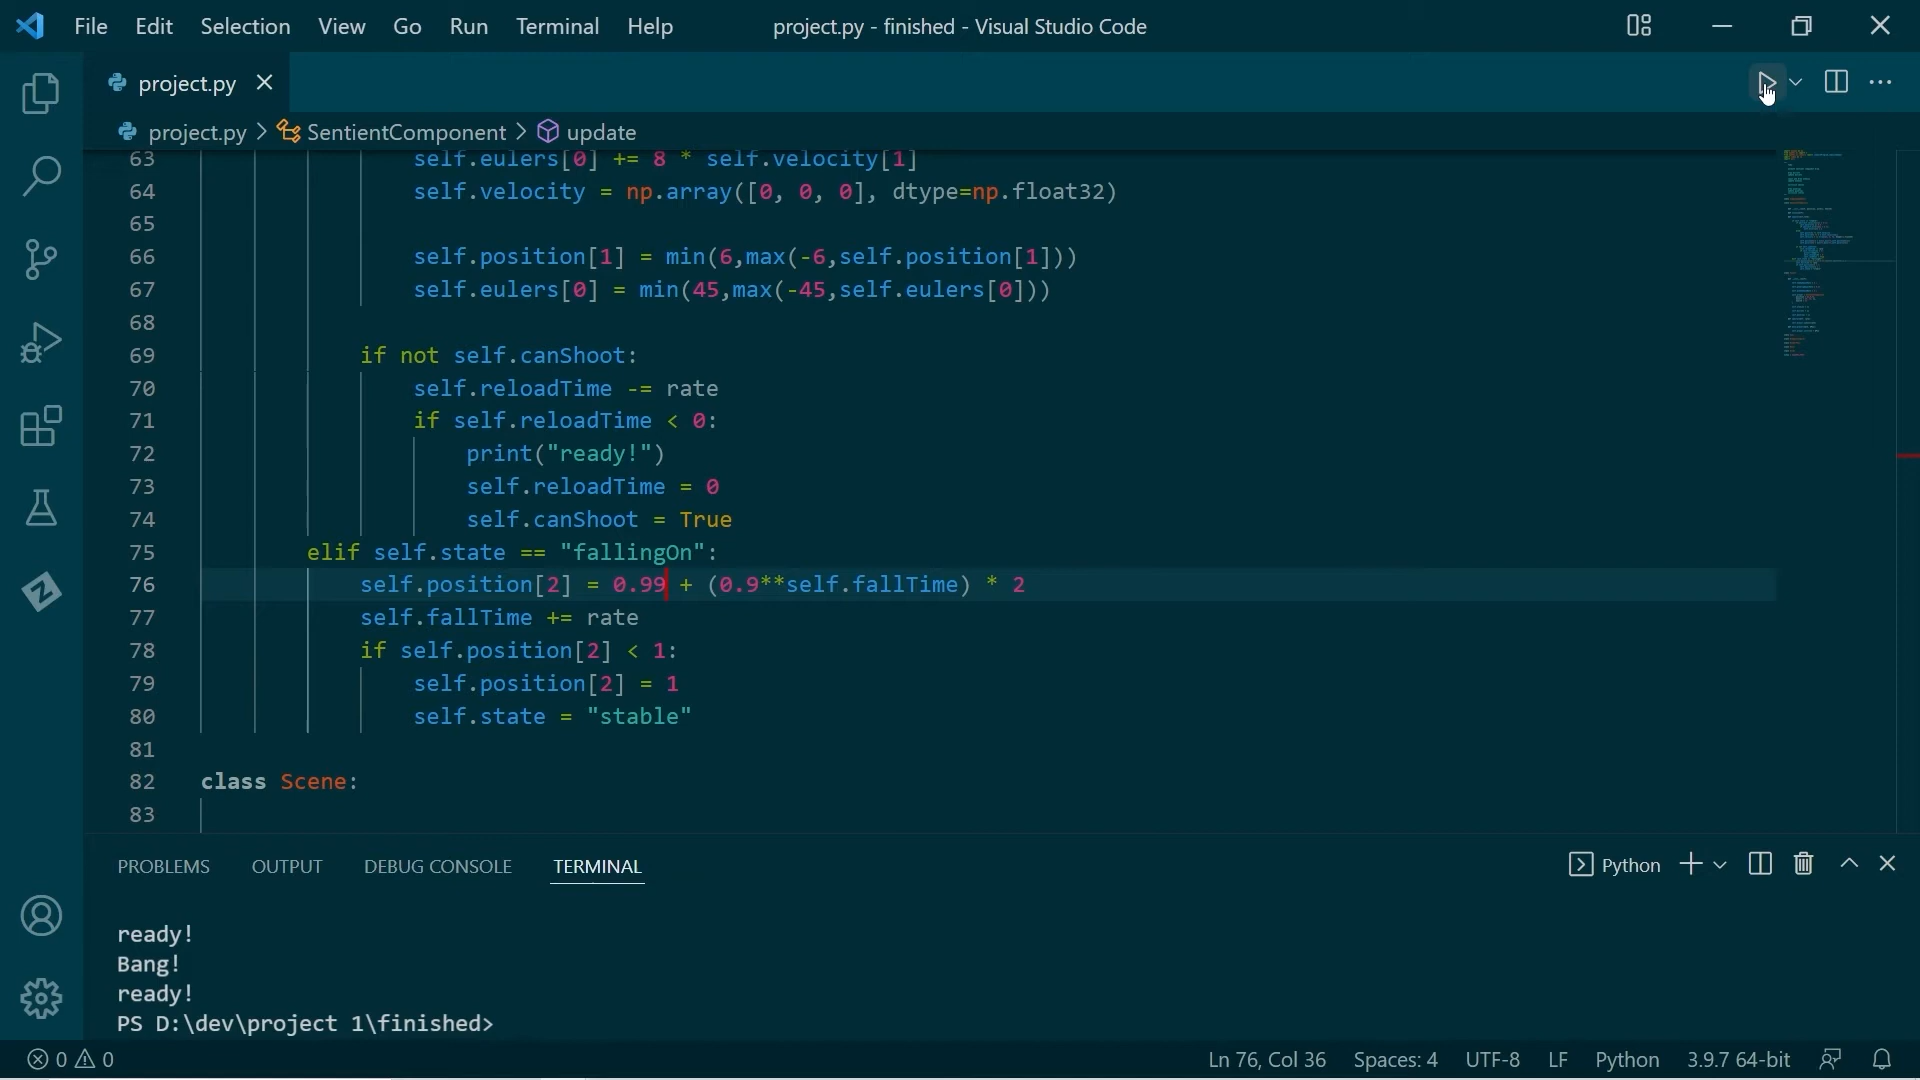 File Edit Selection View Go Run Terminal Help project.py - finished - Visual Studio Code
project.py
project.py > SentientComponent > update
63 self.eulers[0] += 8 * self.velocity[1]
64 self.velocity = np.array([0, 0, 0], dtype=np.float32)
65
66 self.position[1] = min(6,max(-6,self.position[1]))
67 self.eulers[0] = min(45,max(-45,self.eulers[0]))
68
69 if not self.canShoot:
70 self.reloadTime -= rate
71 if self.reloadTime < 0:
72 print("ready!")
73 self.reloadTime = 0
74 self.canShoot = True
75 elif self.state == "fallingOn":
76 self.position[2] = 0.99 + (0.9**self.fallTime) * 2
77 self.fallTime += rate
78 if self.position[2] < 1:
79 self.position[2] = 1
80 self.state = "stable"
81
82 class Scene:
83
PROBLEMS OUTPUT DEBUG CONSOLE TERMINAL Python
ready!
Bang!
ready!
PS D:\dev\project 1\finished>
0 0 Ln 76, Col 36 Spaces: 4 UTF-8 LF Python 3.9.7 64-bit